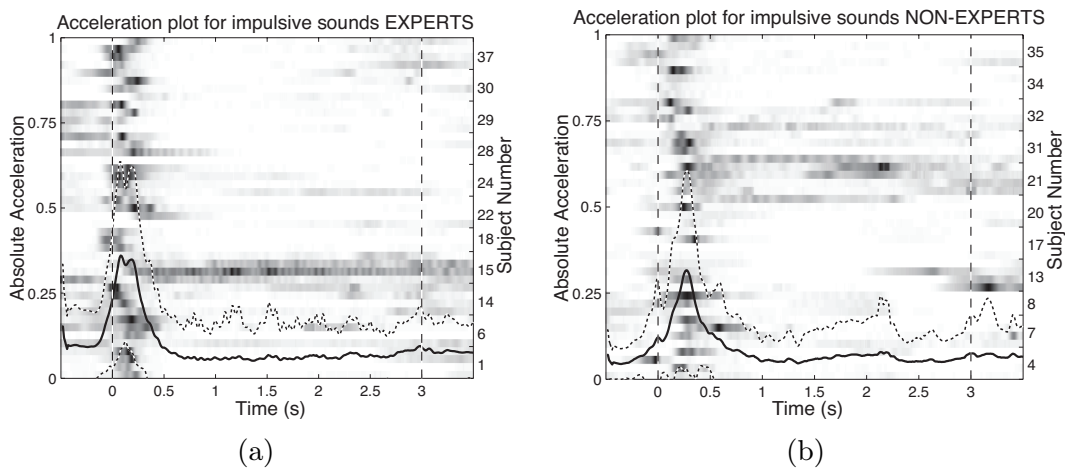 Acceleration plot for impulsive sounds EXPERTS
Absolute Acceleration
1
0.75
0.5
0.25
0
0 0.5 1 1.5 2 2.5 3
Time (s)
37
30
29
28
24
22
18
15
14
6
1
Subject Number
(a)
Acceleration plot for impulsive sounds NON-EXPERTS
Absolute Acceleration
1
0.75
0.5
0.25
0
0 0.5 1 1.5 2 2.5 3
Time (s)
35
34
32
31
21
20
17
13
8
7
4
Subject Number
(b)